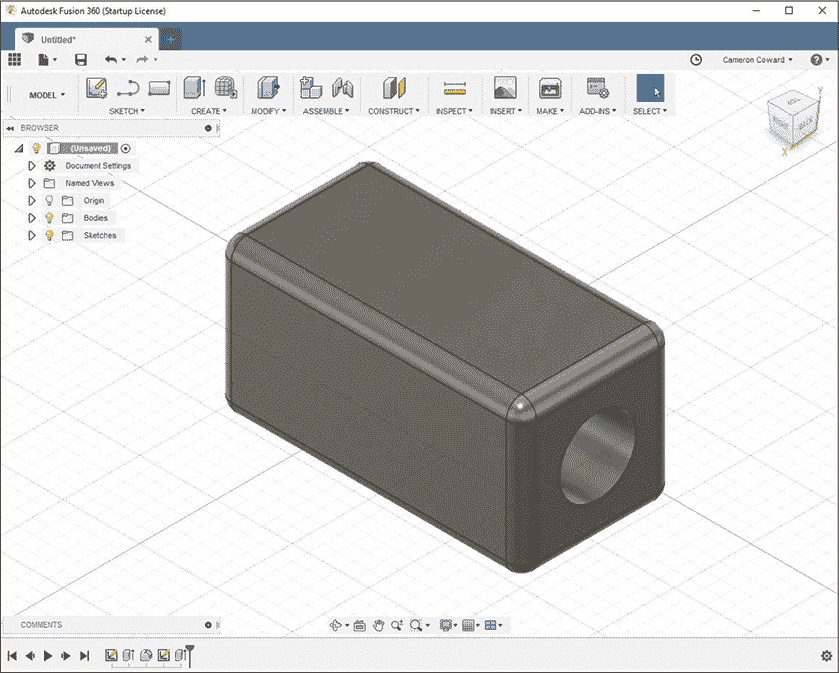 Autodesk Fusion 360 (Startup License)
Untitled*
Cameron Coward
MODEL
SKETCH
CREATE
MODIFY
ASSEMBLE
CONSTRUCT
INSPECT
INSERT
MAKE
ADD-INS
SELECT
BROWSER
(Unsaved)
Document Settings
Named Views
Origin
Bodies
Sketches
BACK
Y
X
COMMENTS